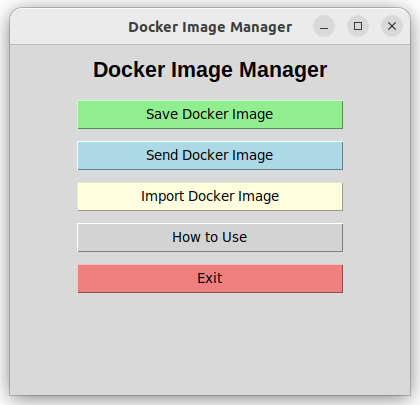 Docker Image Manager
Docker Image Manager
Save Docker Image
Send Docker Image
Import Docker Image
How to Use
Exit